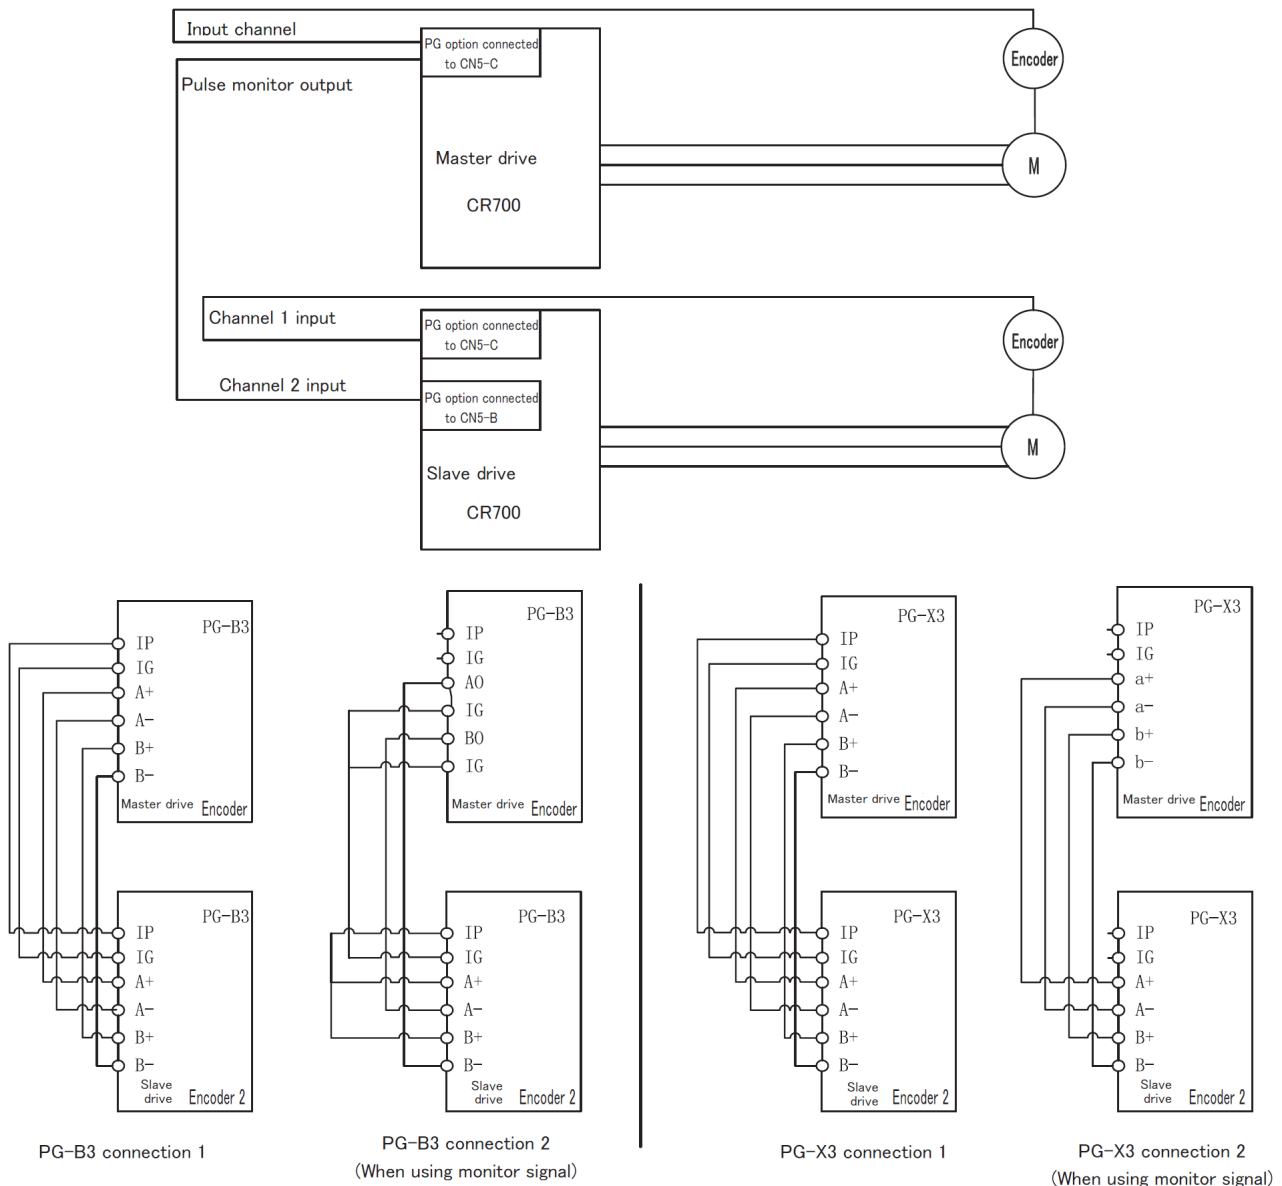 Input channel
PG option connected
to CN5-C
Encoder
Pulse monitor output
Master drive
M
CR700
Channel 1 input
PG option connected
to CN5-C
Encoder
Channel 2 input
PG option connected
to CN5-B
M
Slave drive
CR700
PG-B3
IP
IG
A+
A-
B+
B-
Master drive Encoder
PG-B3
IP
IG
A+
A-
B+
B-
Slave
drive
Encoder 2
PG-B3 connection 1
PG-B3
IP
IG
AO
IG
BO
IG
Master drive Encoder
PG-B3
IP
IG
A+
A-
B+
B-
Slave
drive
Encoder 2
PG-B3 connection 2
(When using monitor signal)
PG-X3
IP
IG
A+
A-
B+
B-
Master drive Encoder
PG-X3
IP
IG
A+
A-
B+
B-
Slave
drive
Encoder 2
PG-X3 connection 1
PG-X3
IP
IG
a+
a-
b+
b-
Master drive Encoder
PG-X3
IP
IG
A+
A-
B+
B-
Slave
drive
Encoder 2
PG-X3 connection 2
(When using monitor signal)